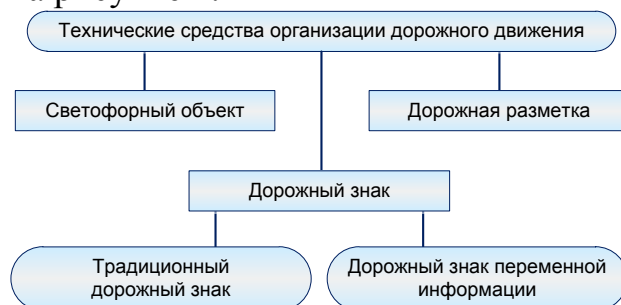 Технические средства организации дорожного движения
Светофорный объект
Дорожная разметка
Дорожный знак
Традиционный
дорожный знак
Дорожный знак переменной
информации